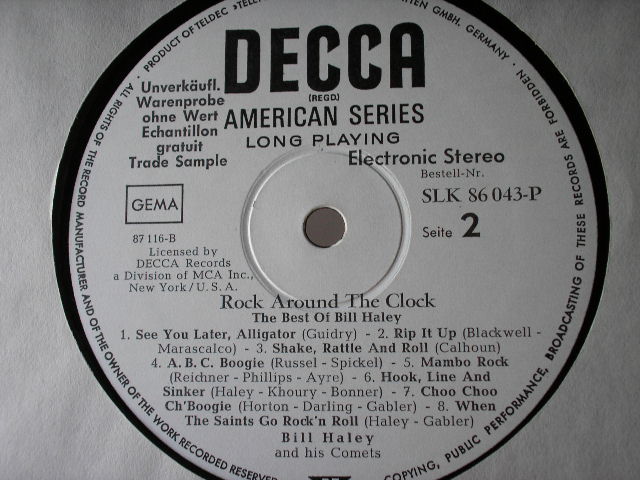 DECCA
(REGD.)
AMERICAN SERIES
LONG PLAYING
Unverkäufl.
Warenprobe
ohne Wert
Echantillon
gratuit
Trade Sample
Electronic Stereo
Bestell-Nr.
SLK 86 043-P
Seite 2
GEMA
87 116-B
Licensed by
DECCA Records
a Division of MCA Inc.,
New York / U. S. A.
Rock Around The Clock
The Best Of Bill Haley
1. See You Later, Alligator (Guidry) - 2. Rip It Up (Blackwell -
Marascalco) - 3. Shake, Rattle And Roll (Calhoun)
4. A. B. C. Boogie (Russel - Spickel) - 5. Mambo Rock
(Reichner - Phillips - Ayre) - 6. Hook, Line And
Sinker (Haley - Khoury - Bonner) - 7. Choo Choo
Ch'Boogie (Horton - Darling - Gabler) - 8. When
The Saints Go Rock'n Roll (Haley - Gabler)
Bill Haley
and his Comets
ALL RIGHTS OF THE RECORD MANUFACTURER AND OF THE OWNER OF THE WORK RECORDED RESERVED
COPYING, PUBLIC PERFORMANCE, BROADCASTING OF THESE RECORDS ARE FORBIDDEN
PRODUCT OF TELDEC
GMBH, GERMANY